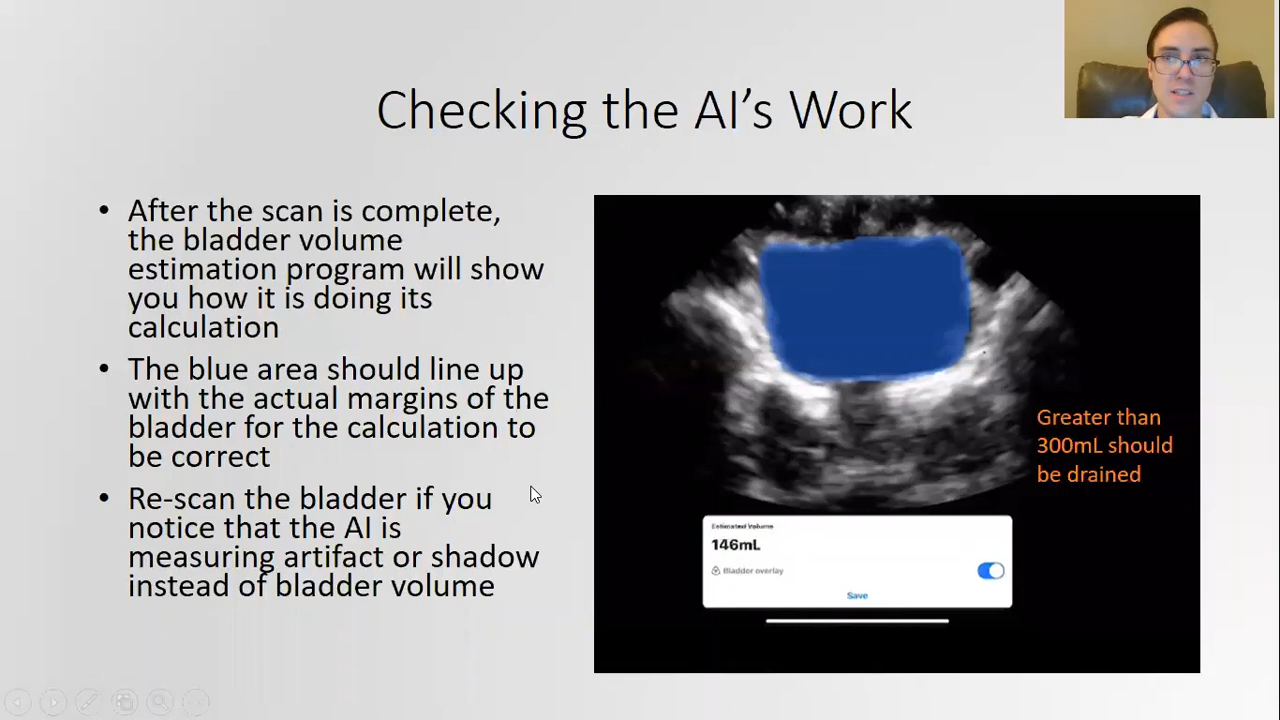 Checking the AI’s Work
• After the scan is complete,
the bladder volume
estimation program will show
you how it is doing its
calculation
• The blue area should line up
with the actual margins of the
bladder for the calculation to
be correct
• Re-scan the bladder if you
notice that the AI is
measuring artifact or shadow
instead of bladder volume
Greater than
300mL should
be drained
Estimated Volume
146mL
Bladder overlay
Save